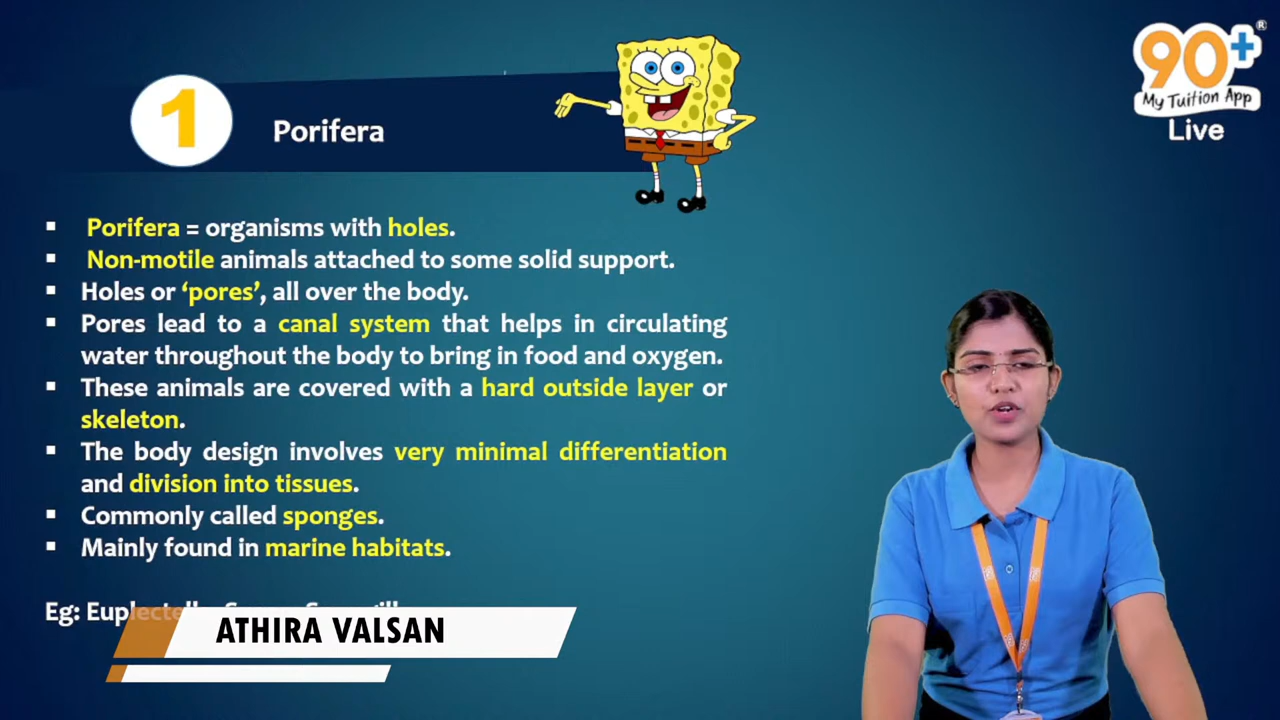 90+
®
My Tuition App
Live
1
Porifera
▪ Porifera = organisms with holes.
▪ Non-motile animals attached to some solid support.
▪ Holes or ‘pores’, all over the body.
▪ Pores lead to a canal system that helps in circulating
water throughout the body to bring in food and oxygen.
▪ These animals are covered with a hard outside layer or
skeleton.
▪ The body design involves very minimal differentiation
and division into tissues.
▪ Commonly called sponges.
▪ Mainly found in marine habitats.
Eg:
ATHIRA VALSAN